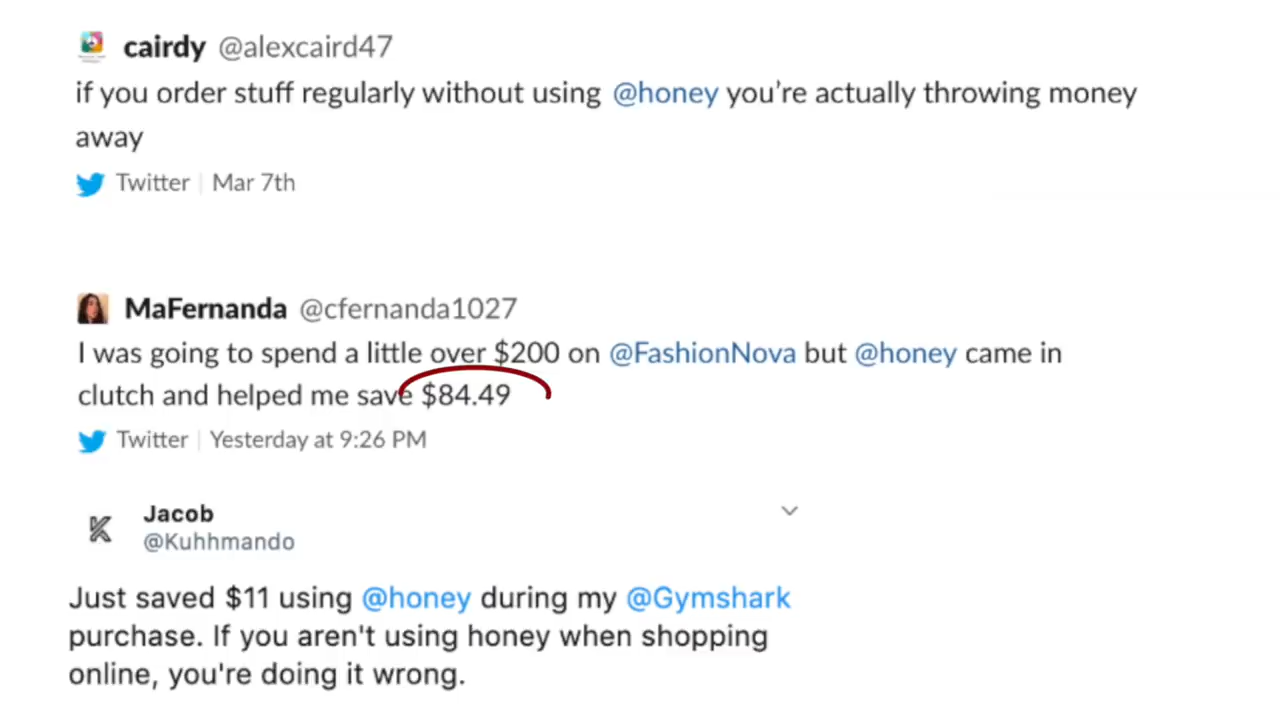 cairdy @alexcaird47
if you order stuff regularly without using @honey you’re actually throwing money
away
Twitter | Mar 7th
MaFernanda @cfernanda1027
I was going to spend a little over $200 on @FashionNova but @honey came in
clutch and helped me save $84.49
Twitter | Yesterday at 9:26 PM
Jacob
@Kuhhmando
Just saved $11 using @honey during my @Gymshark
purchase. If you aren't using honey when shopping
online, you're doing it wrong.